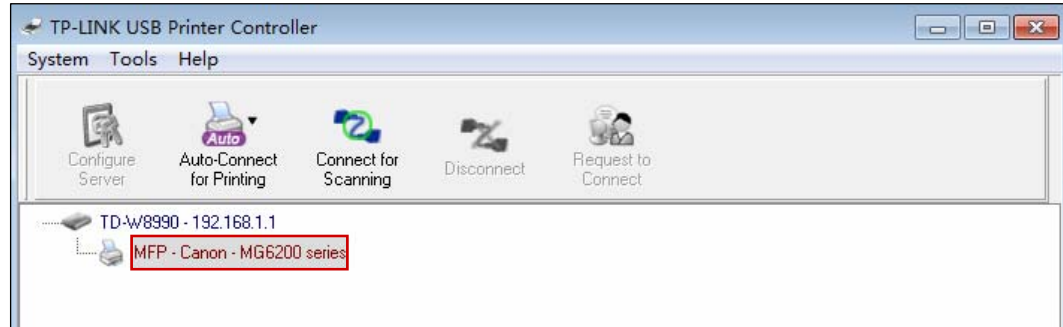 TP-LINK USB Printer Controller
System Tools Help
Auto
Configure Server
Auto-Connect for Printing
Connect for Scanning
Disconnect
Request to Connect
TD-W8990 - 192.168.1.1
MFP - Canon - MG6200 series